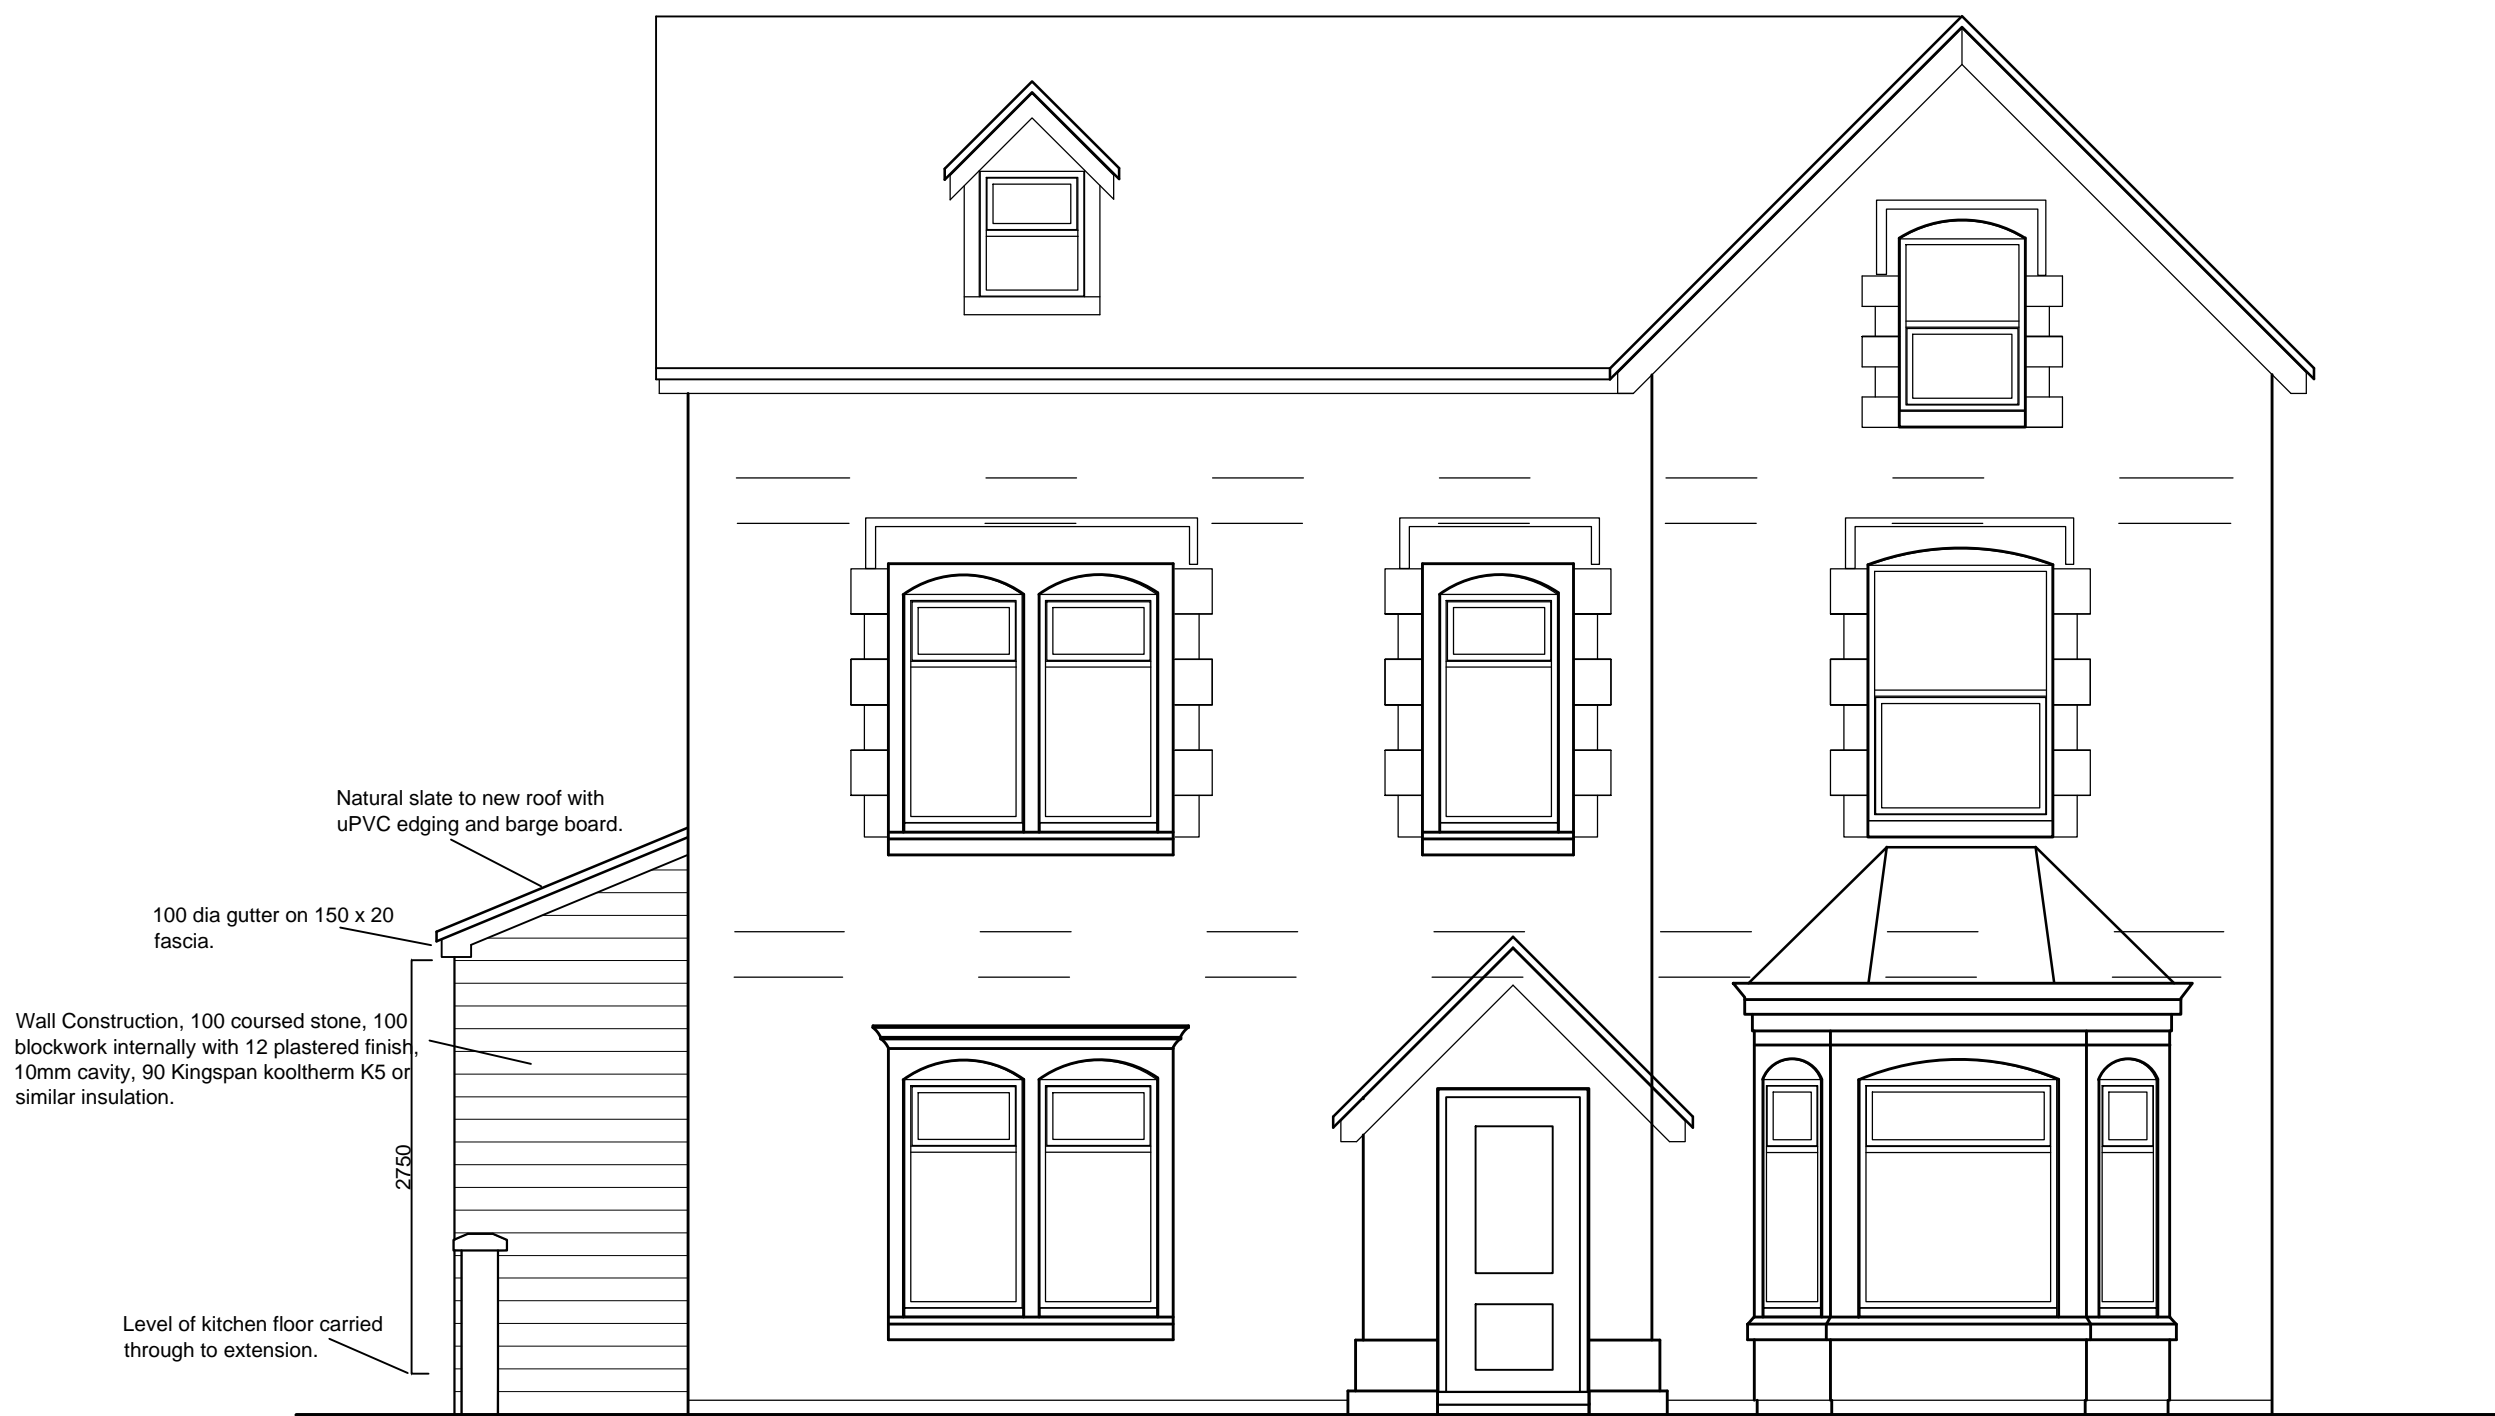 Natural slate to new roof with
uPVC edging and barge board.
100 dia gutter on 150 x 20
fascia.
Wall Construction, 100 coursed stone, 100
blockwork internally with 12 plastered finish,
10mm cavity, 90 Kingspan kooltherm K5 or
similar insulation.
2750
Level of kitchen floor carried
through to extension.